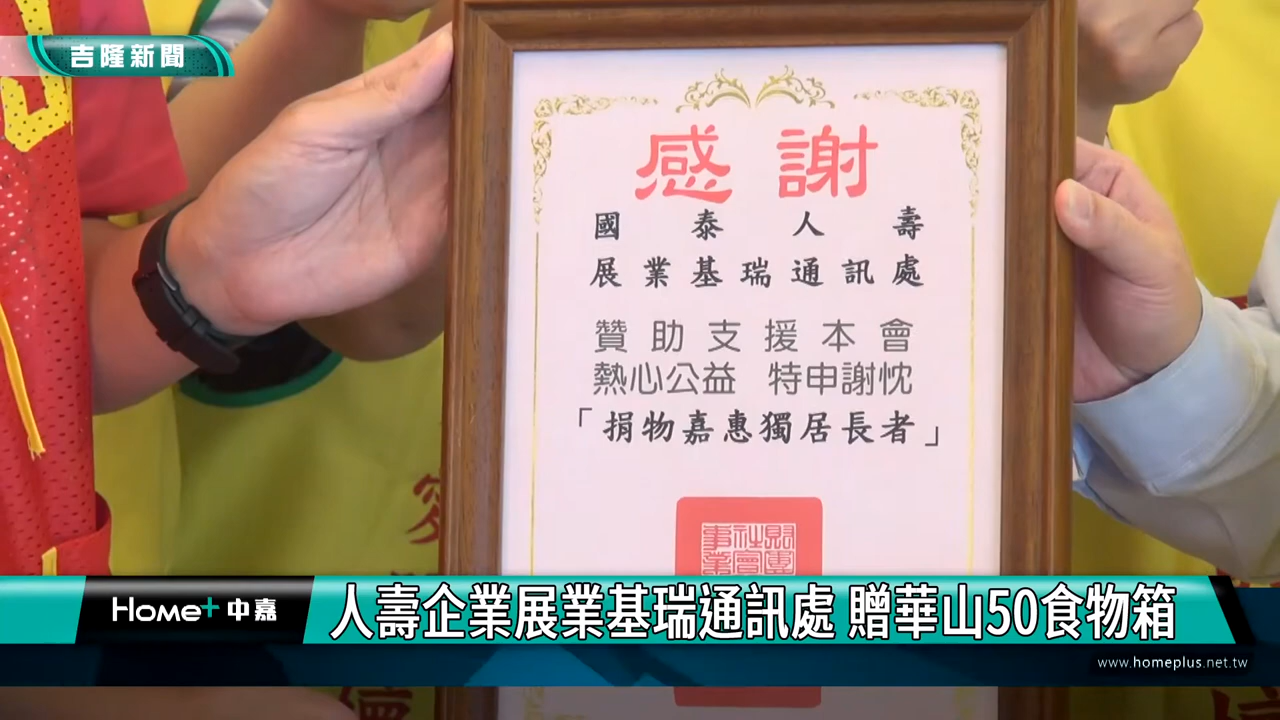 吉隆新聞
感謝
國泰人壽
展業基瑞通訊處
贊助支援本會
熱心公益 特申謝忱
「捐物嘉惠獨居長者」
Home+中嘉
人壽企業展業基瑞通訊處 贈華山50食物箱
www.homeplus.net.tw